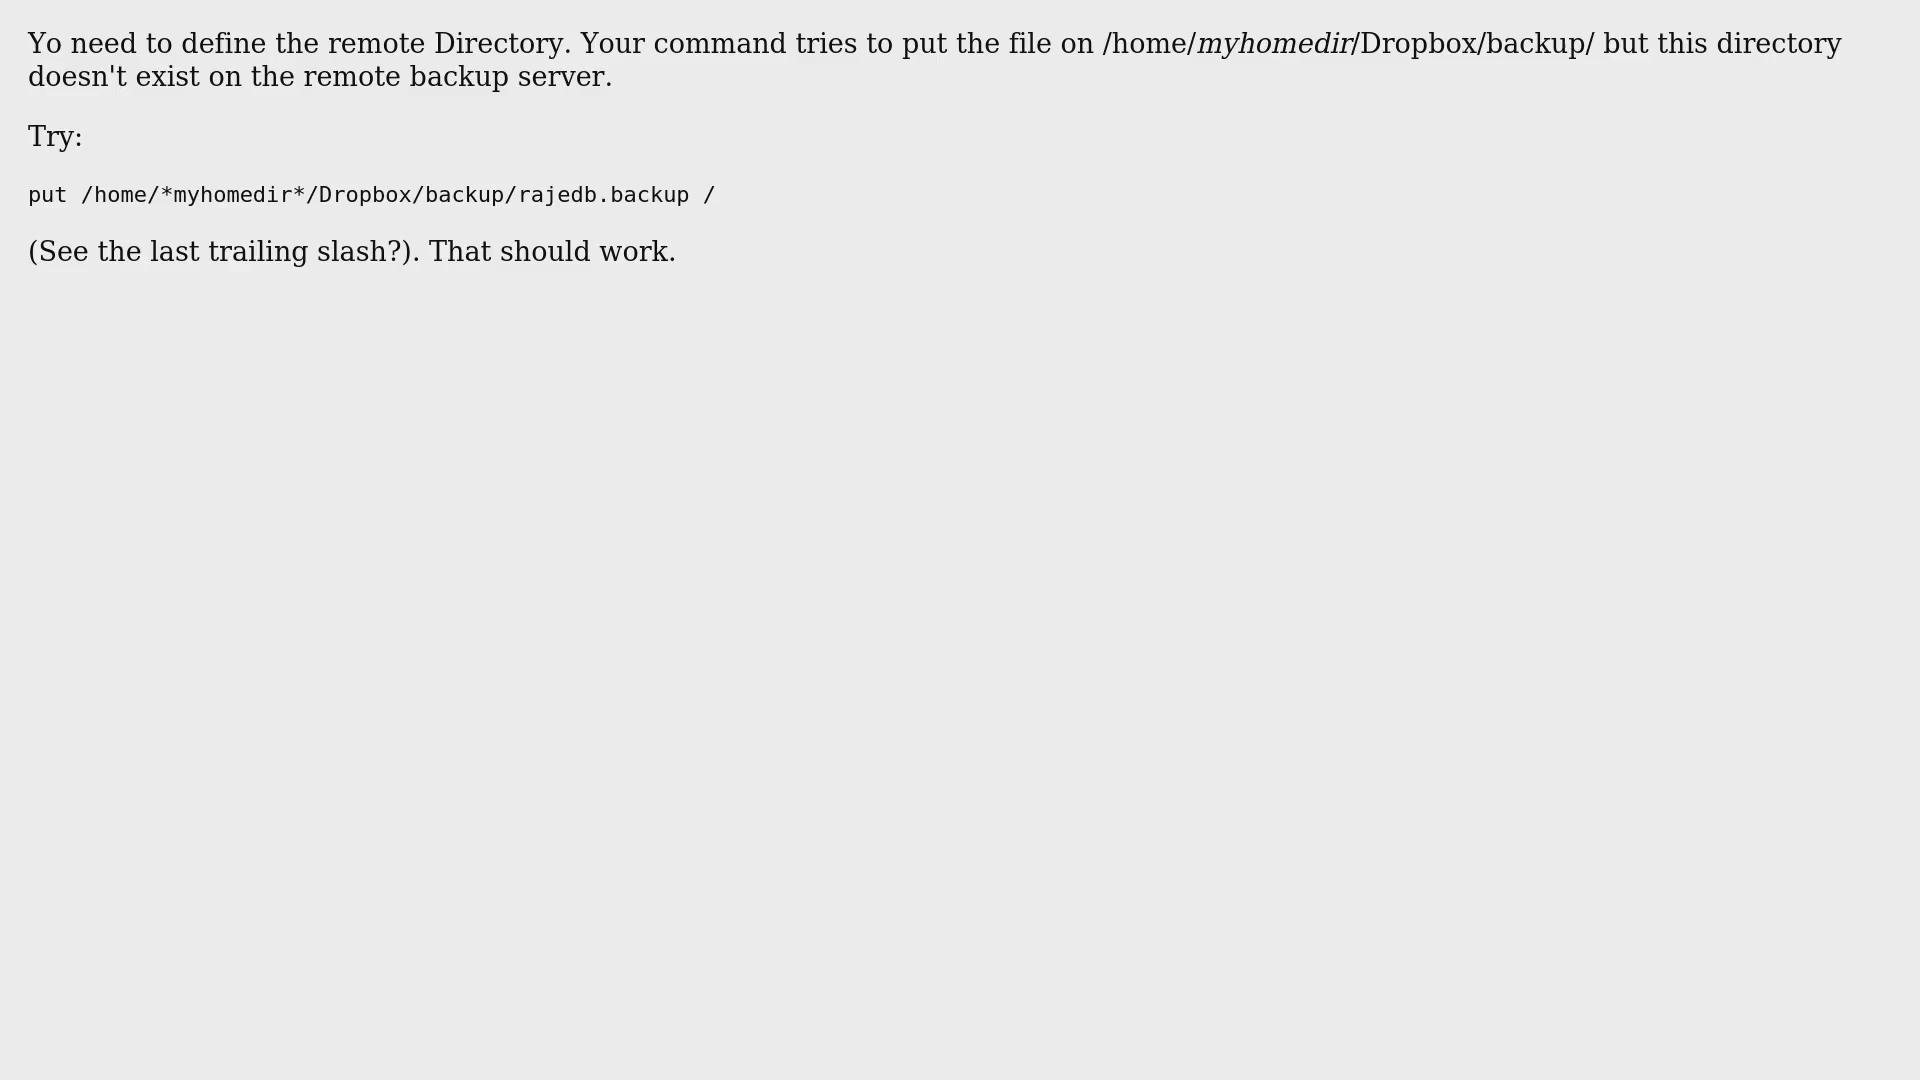 Yo need to define the remote Directory. Your command tries to put the file on /home/myhomedir/Dropbox/backup/ but this directory
doesn't exist on the remote backup server.
Try:
put /home/*myhomedir*/Dropbox/backup/rajedb.backup /
(See the last trailing slash?). That should work.